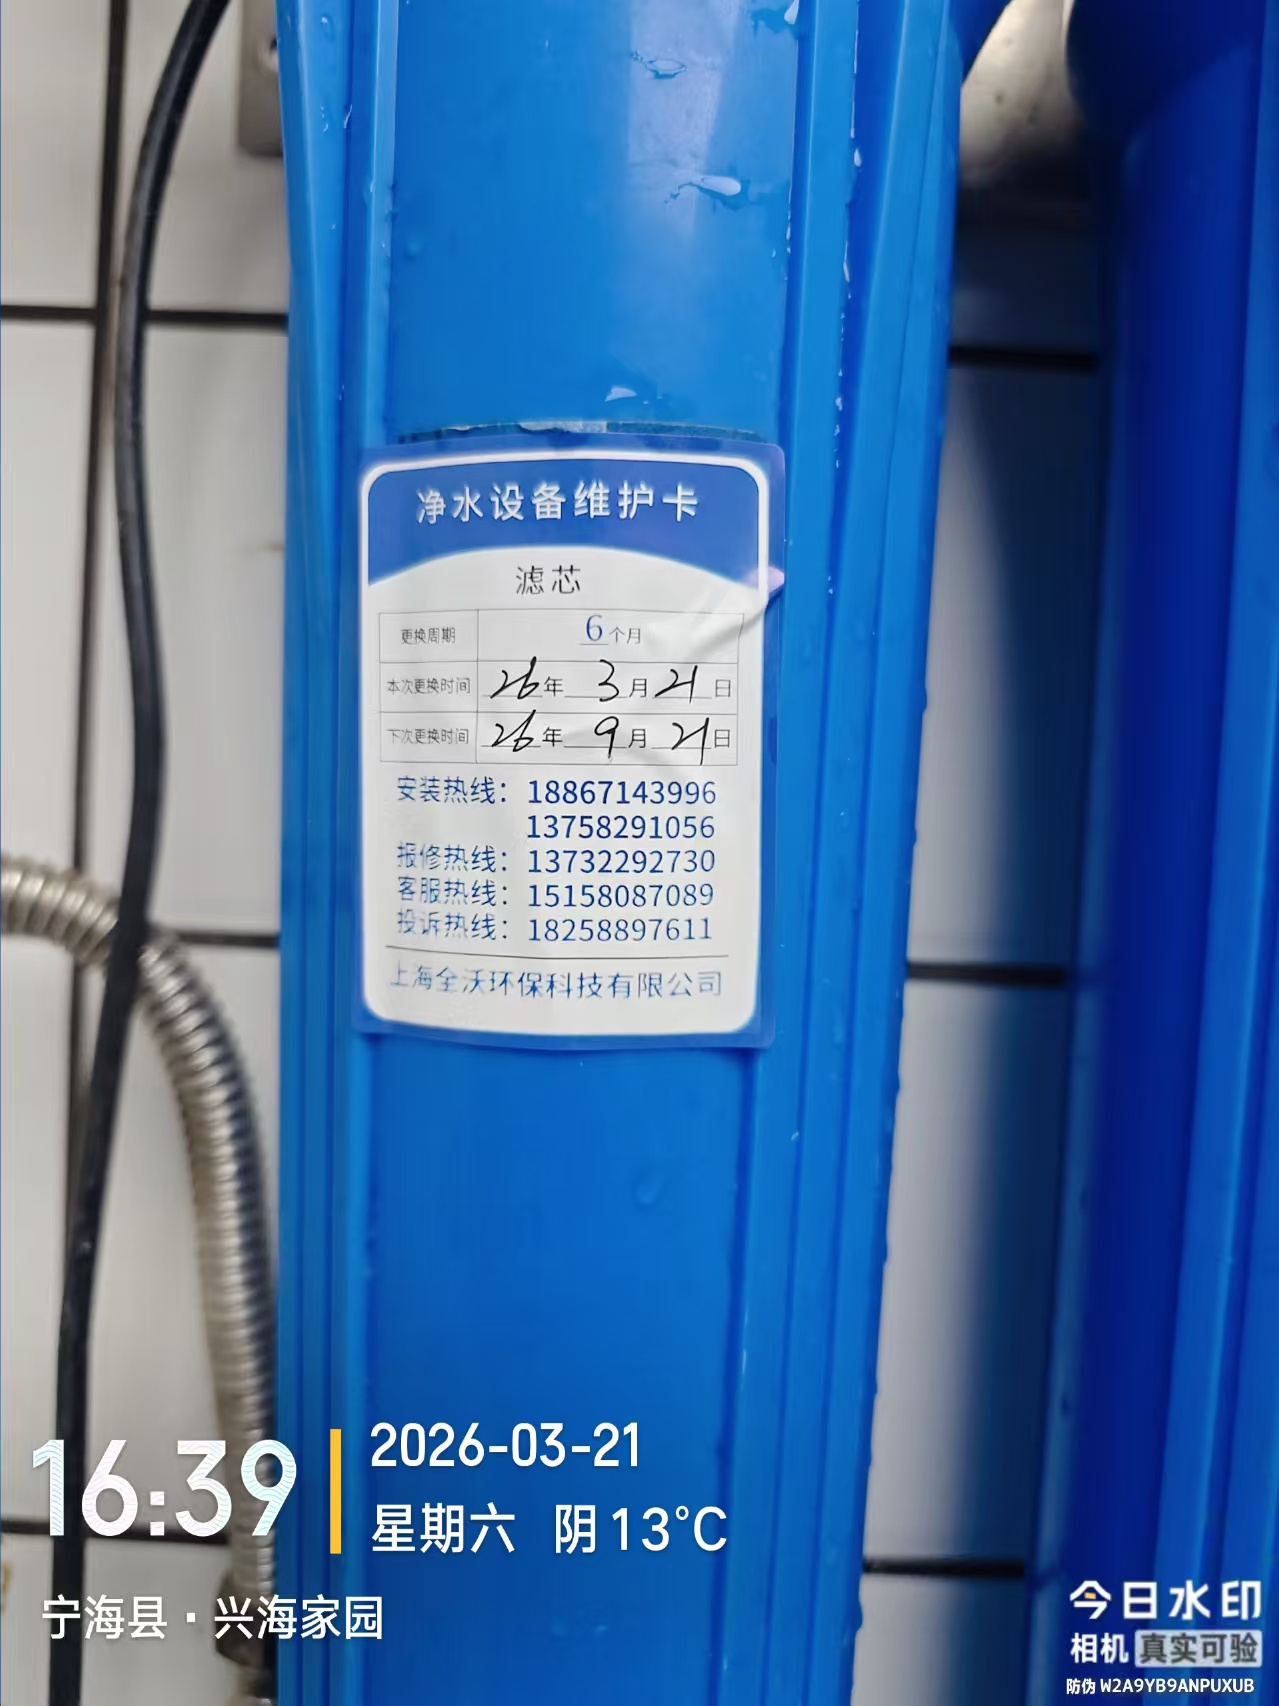 净水设备维护卡
滤芯
更换周期 6个月
本次更换时间 26年 3月21日
下次更换时间 26年 9月21日
安装热线：18867143996
13758291056
报修热线：13732292730
客服热线：15158087089
投诉热线：18258897611
上海全沃环保科技有限公司
16:39
2026-03-21
星期六 阴 13°C
宁海县·兴海家园
今日水印
相机 真实可验
防伪 W2A9YB9ANPUXUB